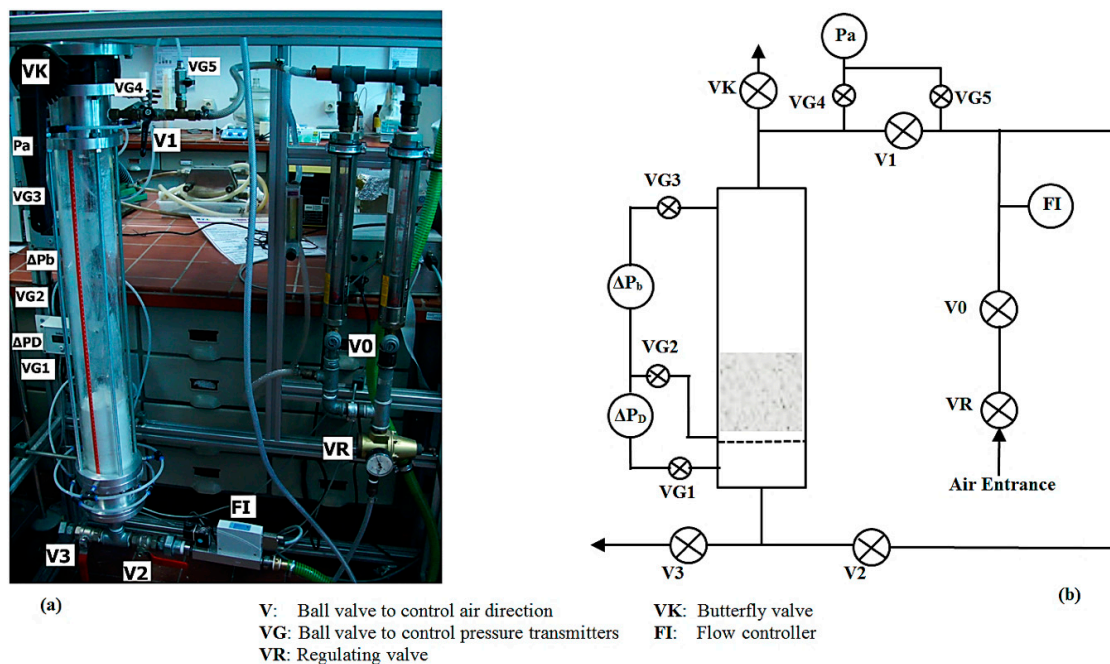 VK
VG5
VG4
V1
Pa
VG3
ΔPb
VG2
ΔPD
VG1
V0
VR
FI
V3
V2
(a)
Pa
VK
VG4
VG5
V1
VG3
FI
ΔPb
V0
VG2
ΔPD
VR
VG1
Air Entrance
V3
V2
(b)
V: Ball valve to control air direction
VG: Ball valve to control pressure transmitters
VR: Regulating valve
VK: Butterfly valve
FI: Flow controller